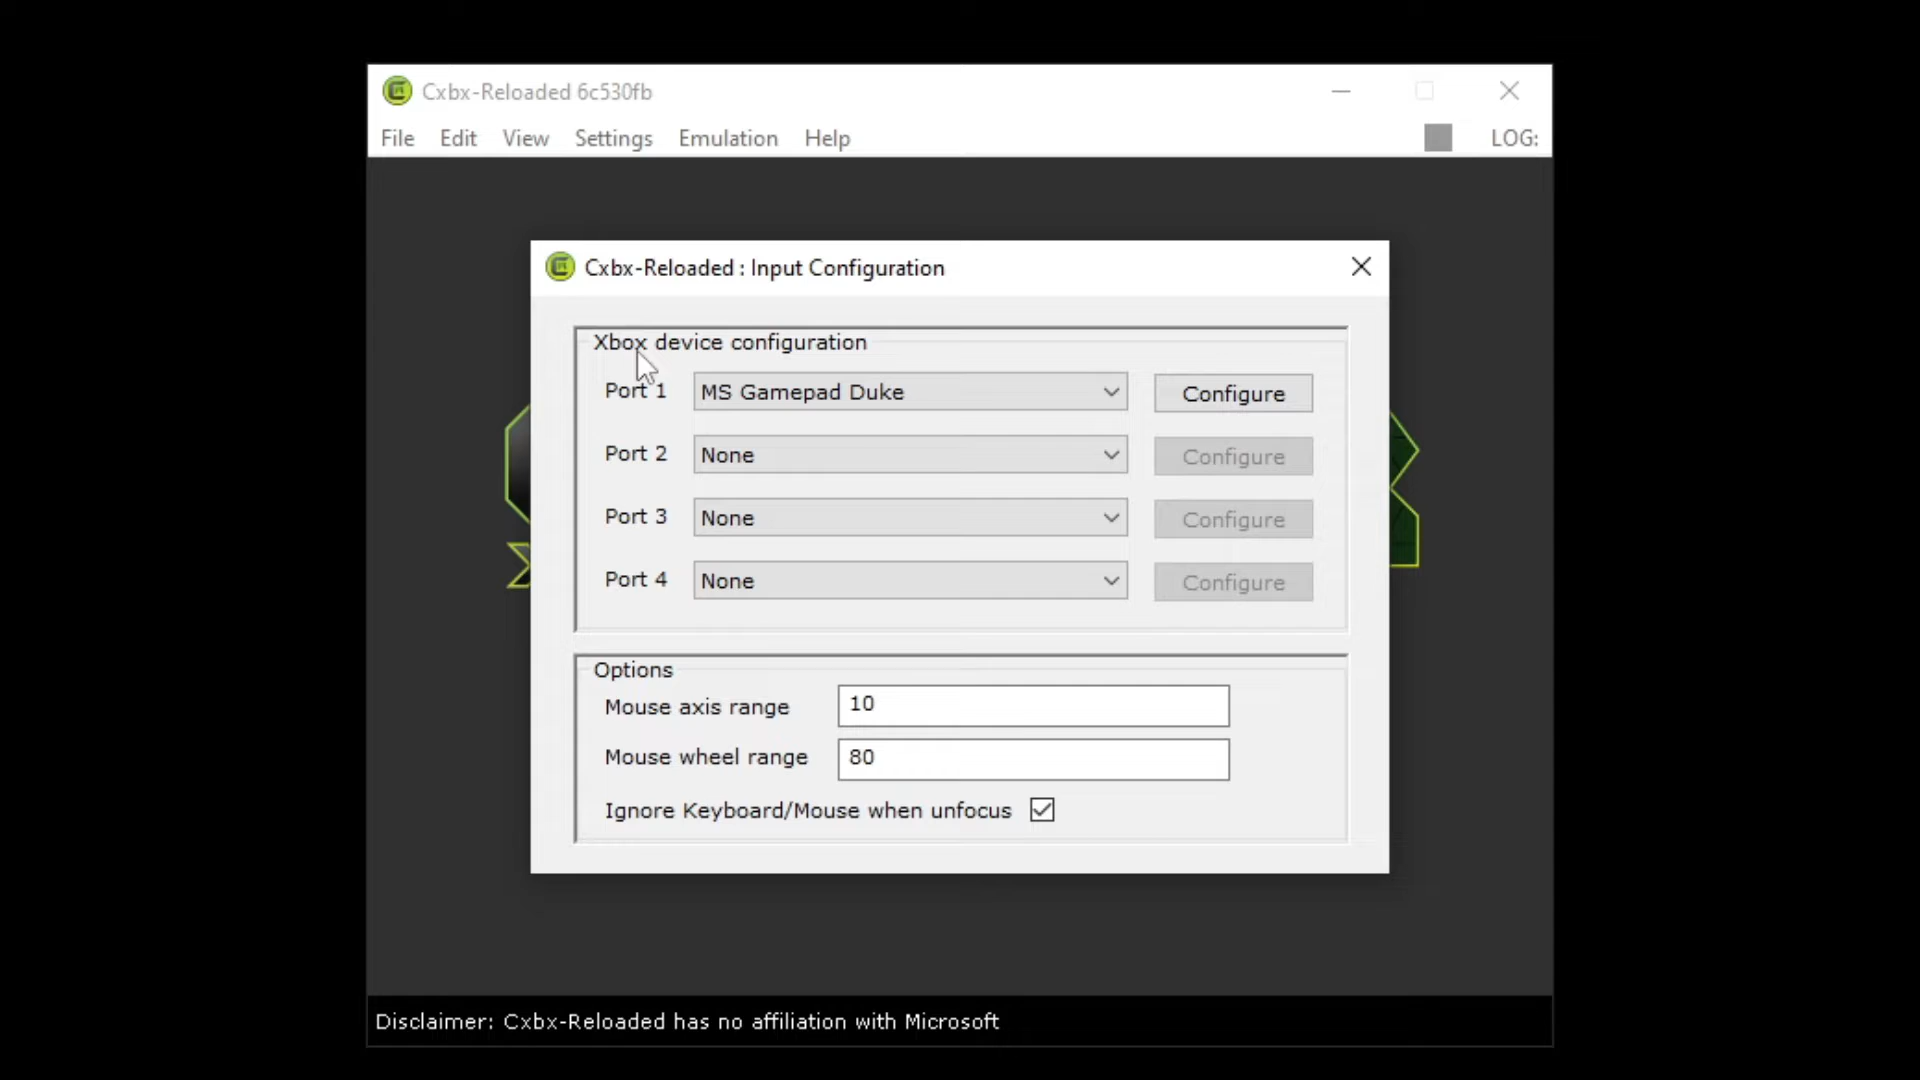 Cxbx-Reloaded 6c530fb
File Edit View Settings Emulation Help LOG:
Cxbx-Reloaded : Input Configuration
Xbox device configuration
Port 1 MS Gamepad Duke Configure
Port 2 None Configure
Port 3 None Configure
Port 4 None Configure
Options
Mouse axis range 10
Mouse wheel range 80
Ignore Keyboard/Mouse when unfocus
Disclaimer: Cxbx-Reloaded has no affiliation with Microsoft